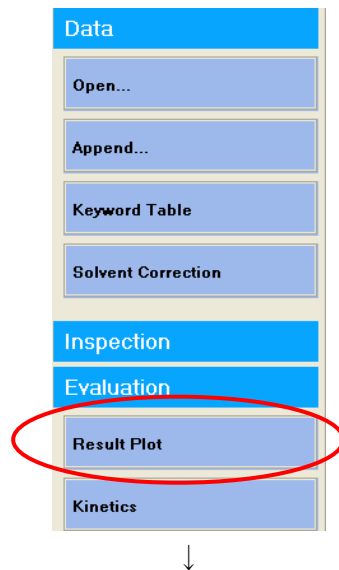 Data
Open...
Append...
Keyword Table
Solvent Correction
Inspection
Evaluation
Result Plot
Kinetics
↓